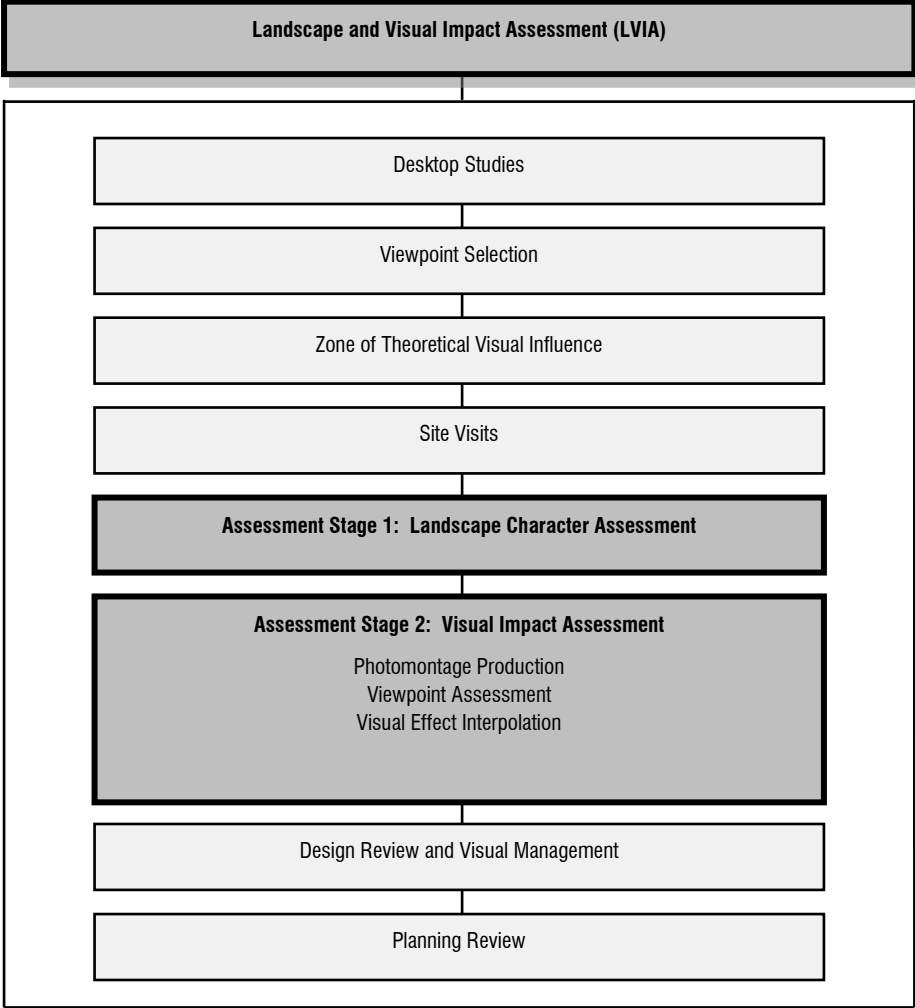 Landscape and Visual Impact Assessment (LVIA)
Desktop Studies
Viewpoint Selection
Zone of Theoretical Visual Influence
Site Visits
Assessment Stage 1: Landscape Character Assessment
Assessment Stage 2: Visual Impact Assessment
Photomontage Production
Viewpoint Assessment
Visual Effect Interpolation
Design Review and Visual Management
Planning Review